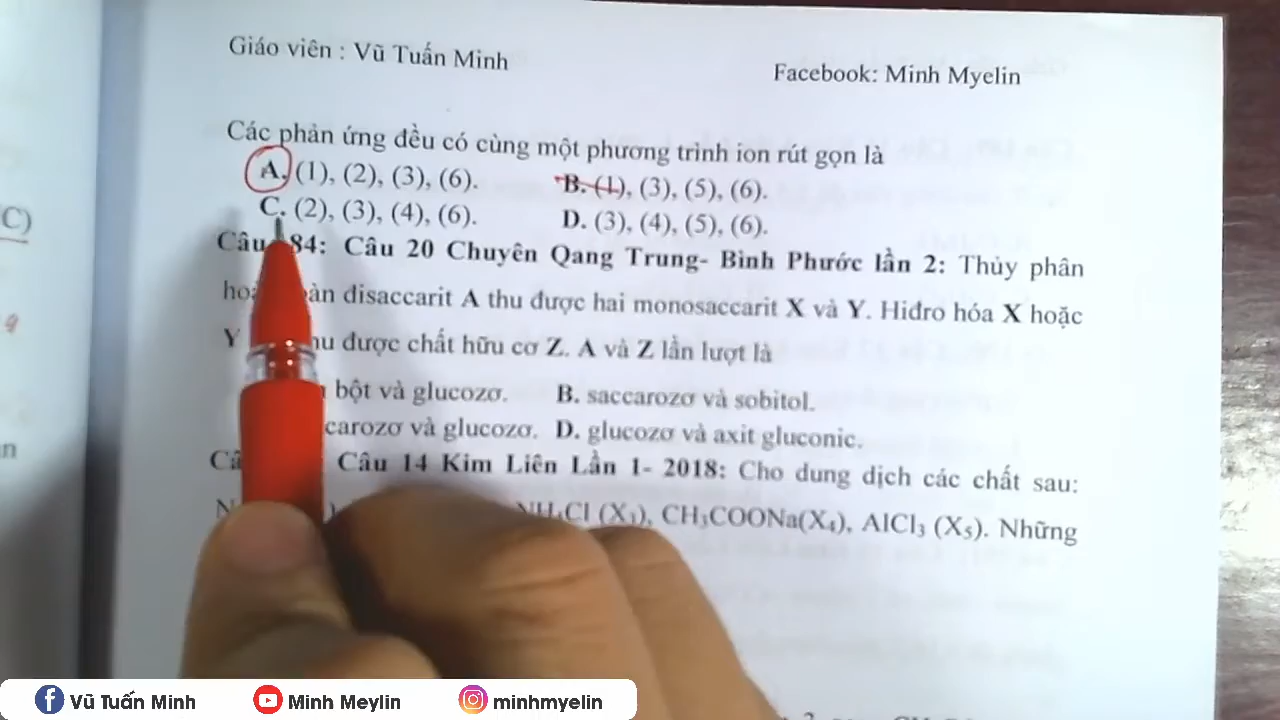 Giáo viên : Vũ Tuấn Minh
Facebook: Minh Myelin
Các phản ứng đều có cùng một phương trình ion rút gọn là
A. (1), (2), (3), (6). B. (1), (3), (5), (6).
C. (2), (3), (4), (6). D. (3), (4), (5), (6).
C)
Câu 84: Câu 20 Chuyên Qang Trung- Bình Phước lần 2: Thủy phân
disaccarit A thu được hai monosaccarit X và Y. Hiđro hóa X hoặc
Y được chất hữu cơ Z. A và Z lần lượt là
bột và glucozơ. B. saccarozơ và sobitol.
và glucozơ. D. glucozơ và axit gluconic.
Câu 14 Kim Liên Lần 1- 2018: Cho dung dịch các chất sau:
NH₄Cl (X₃), CH₃COONa(X₄), AlCl₃ (X₅). Những
Vũ Tuấn Minh Minh Meylin minhmyelin